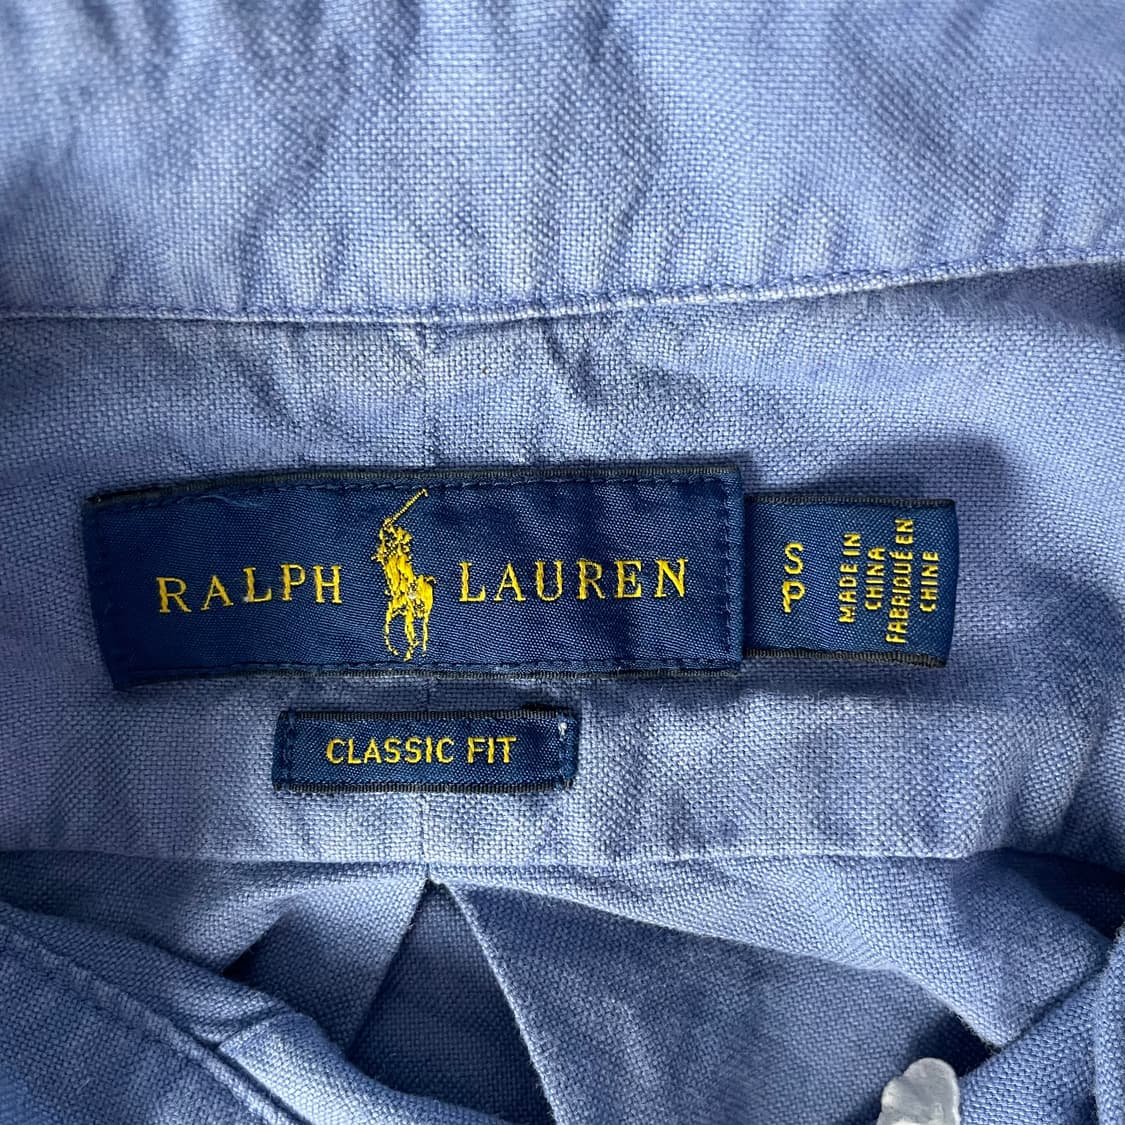 RALPH LAUREN
S
P
MADE IN
CHINA
FABRIQUÉ EN
CHINE
CLASSIC FIT